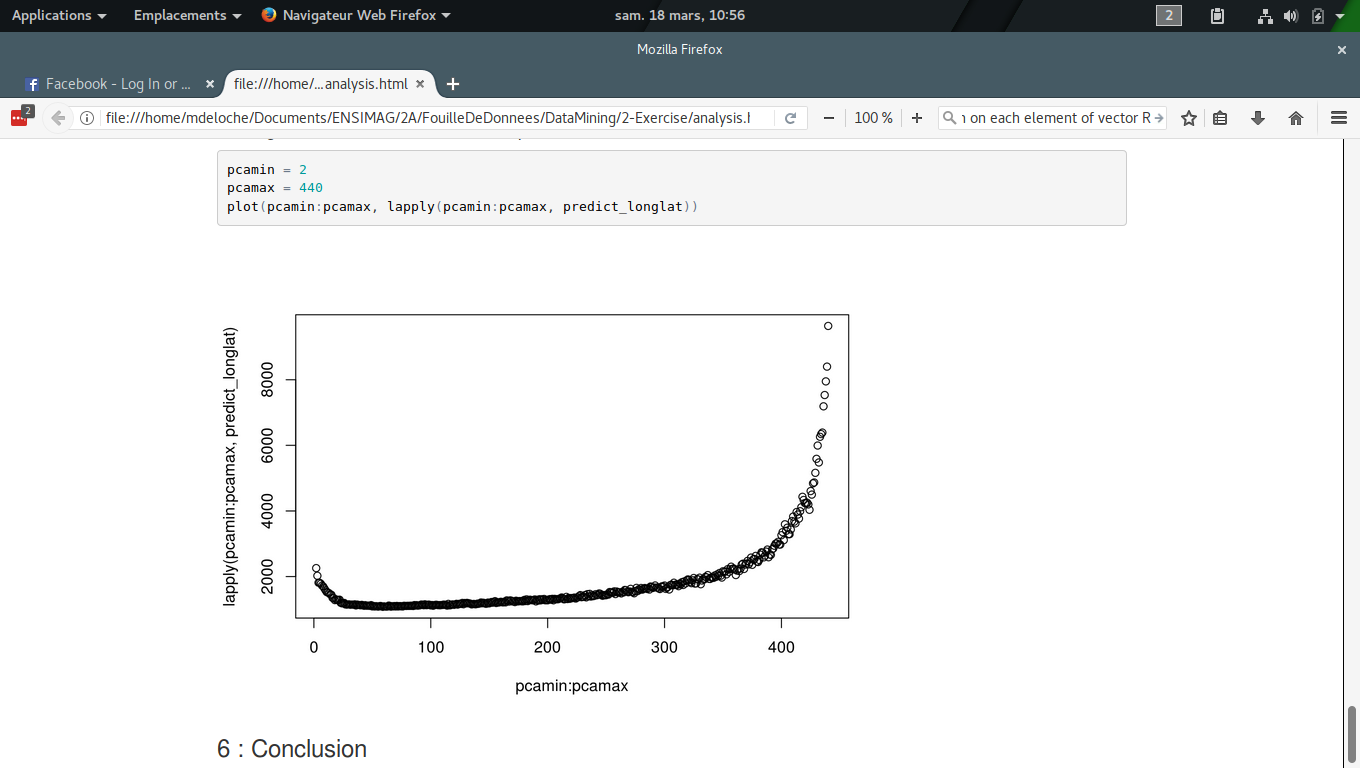 Applications Emplacements Navigateur Web Firefox sam. 18 mars, 10:56 2
Mozilla Firefox
Facebook - Log In or ... file:///home/...analysis.html
2 file:///home/mdeloche/Documents/ENSIMAG/2A/FouilleDeDonnees/DataMining/2-Exercise/analysis.h 100 % on each element of vector R
pcamin = 2
pcamax = 440
plot(pcamin:pcamax, lapply(pcamin:pcamax, predict_longlat))
lapply(pcamin:pcamax, predict_longlat)
8000
6000
4000
2000
0 100 200 300 400
pcamin:pcamax
6 : Conclusion